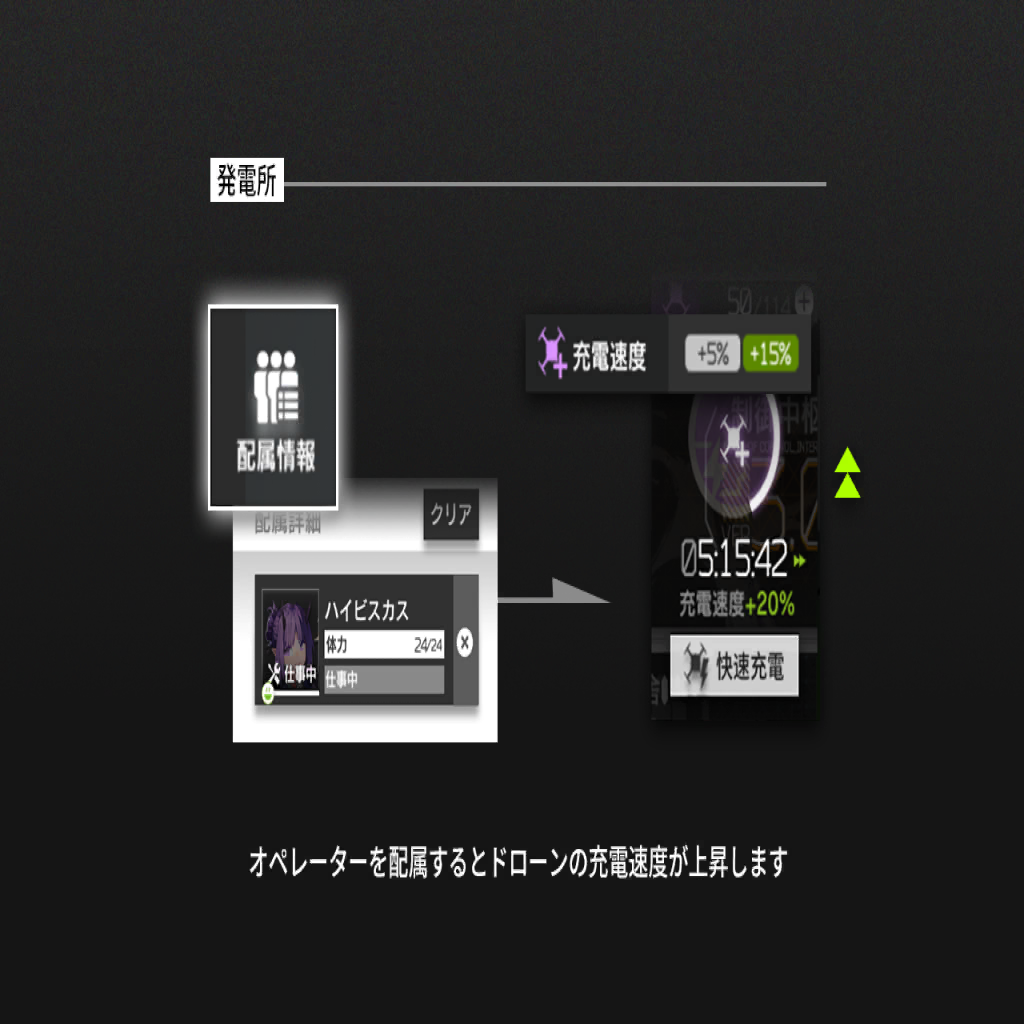 発電所
配属情報
配属詳細
クリア
ハイビスカス
体力 24/24
仕事中
仕事中
50/114
充電速度 +5% +15%
制御中枢
05:15:42
充電速度+20%
快速充電
オペレーターを配属するとドローンの充電速度が上昇します